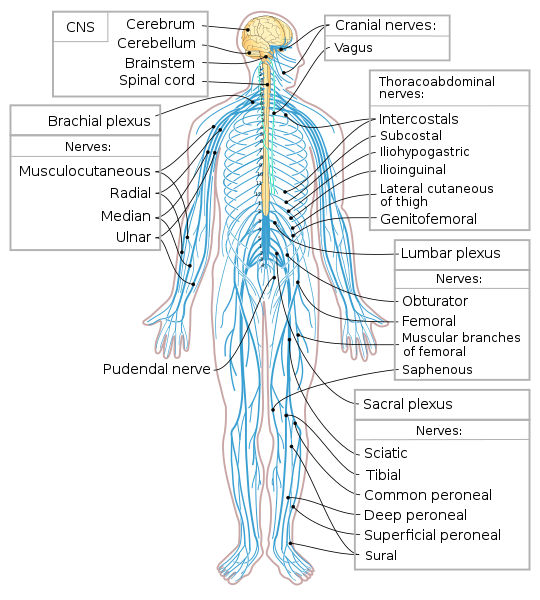 CNS
Cerebrum
Cerebellum
Brainstem
Spinal cord
Cranial nerves:
Vagus
Thoracoabdominal
nerves:
Intercostals
Subcostal
Iliohypogastric
Ilioinguinal
Lateral cutaneous
of thigh
Genitofemoral
Brachial plexus
Nerves:
Musculocutaneous
Radial
Median
Ulnar
Lumbar plexus
Nerves:
Obturator
Femoral
Muscular branches
of femoral
Saphenous
Pudendal nerve
Sacral plexus
Nerves:
Sciatic
Tibial
Common peroneal
Deep peroneal
Superficial peroneal
Sural